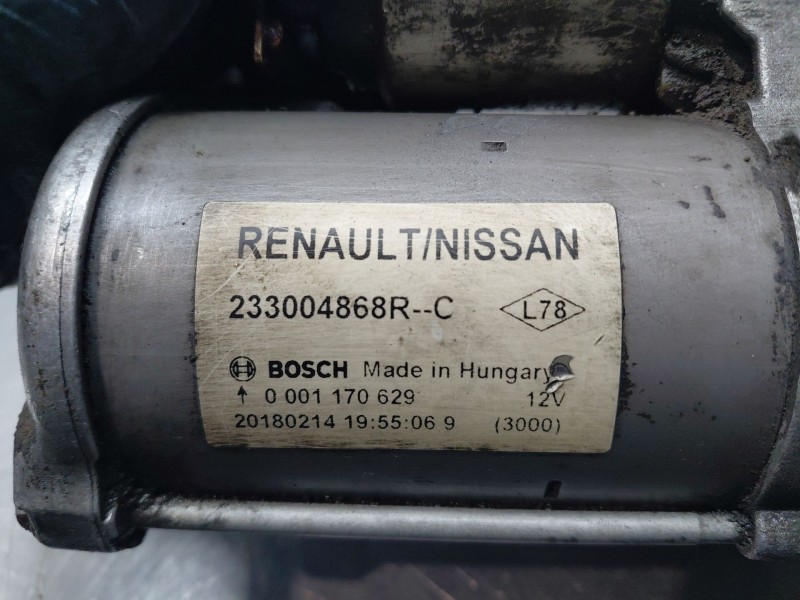 RENAULT/NISSAN
233004868R--C L78
BOSCH Made in Hungary
0 001 170 629 12V
20180214 19:55:06 9 (3000)